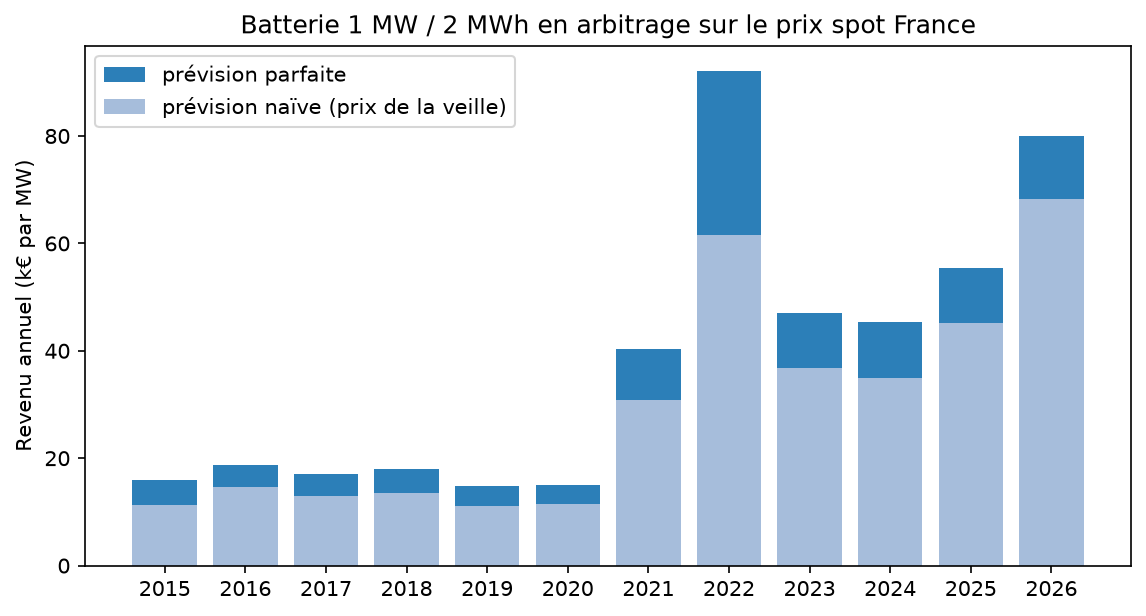 Batterie 1 MW / 2 MWh en arbitrage sur le prix spot France
prévision parfaite
prévision naïve (prix de la veille)
Revenu annuel (k€ par MW)
80
60
40
20
0
2015 2016 2017 2018 2019 2020 2021 2022 2023 2024 2025 2026